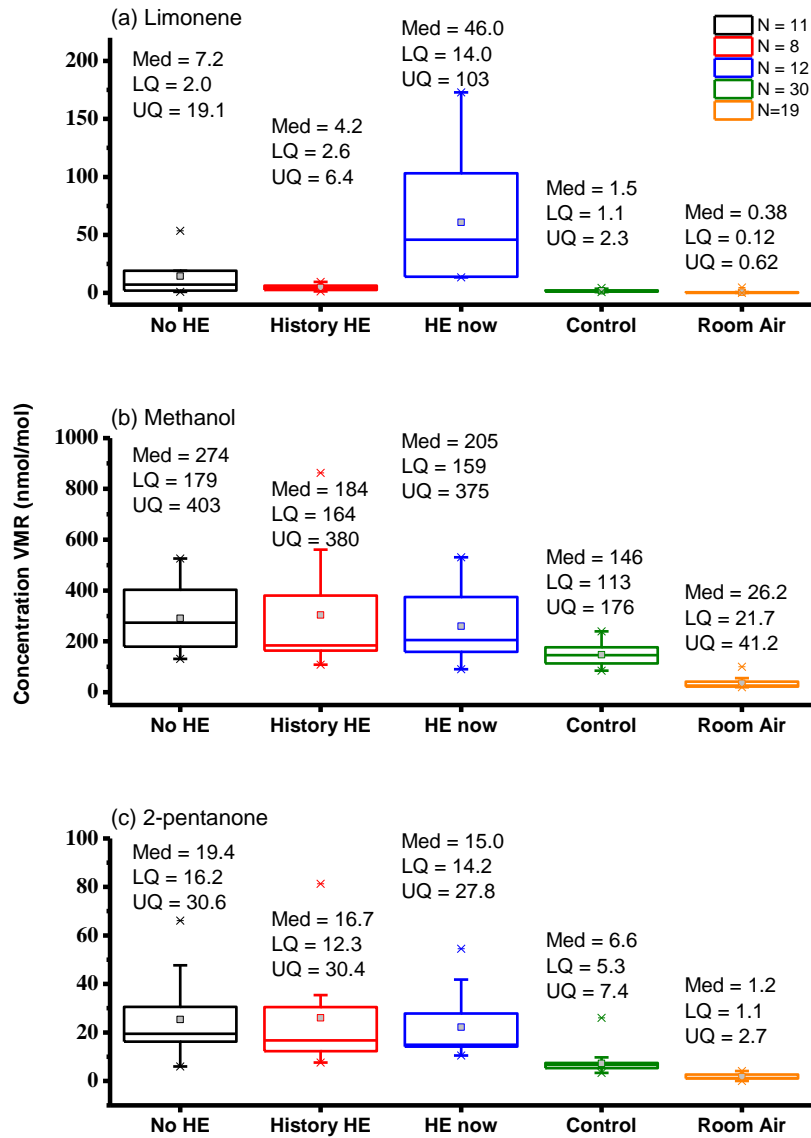 (a) Limonene
N = 11
N = 8
N = 12
N = 30
N=19
Med = 7.2
LQ = 2.0
UQ = 19.1
Med = 4.2
LQ = 2.6
UQ = 6.4
Med = 46.0
LQ = 14.0
UQ = 103
Med = 1.5
LQ = 1.1
UQ = 2.3
Med = 0.38
LQ = 0.12
UQ = 0.62
200
150
100
50
0
No HE
History HE
HE now
Control
Room Air
Concentration VMR (nmol/mol)
(b) Methanol
Med = 274
LQ = 179
UQ = 403
Med = 184
LQ = 164
UQ = 380
Med = 205
LQ = 159
UQ = 375
Med = 146
LQ = 113
UQ = 176
Med = 26.2
LQ = 21.7
UQ = 41.2
1000
800
600
400
200
0
No HE
History HE
HE now
Control
Room Air
(c) 2-pentanone
Med = 19.4
LQ = 16.2
UQ = 30.6
Med = 16.7
LQ = 12.3
UQ = 30.4
Med = 15.0
LQ = 14.2
UQ = 27.8
Med = 6.6
LQ = 5.3
UQ = 7.4
Med = 1.2
LQ = 1.1
UQ = 2.7
100
80
60
40
20
0
No HE
History HE
HE now
Control
Room Air